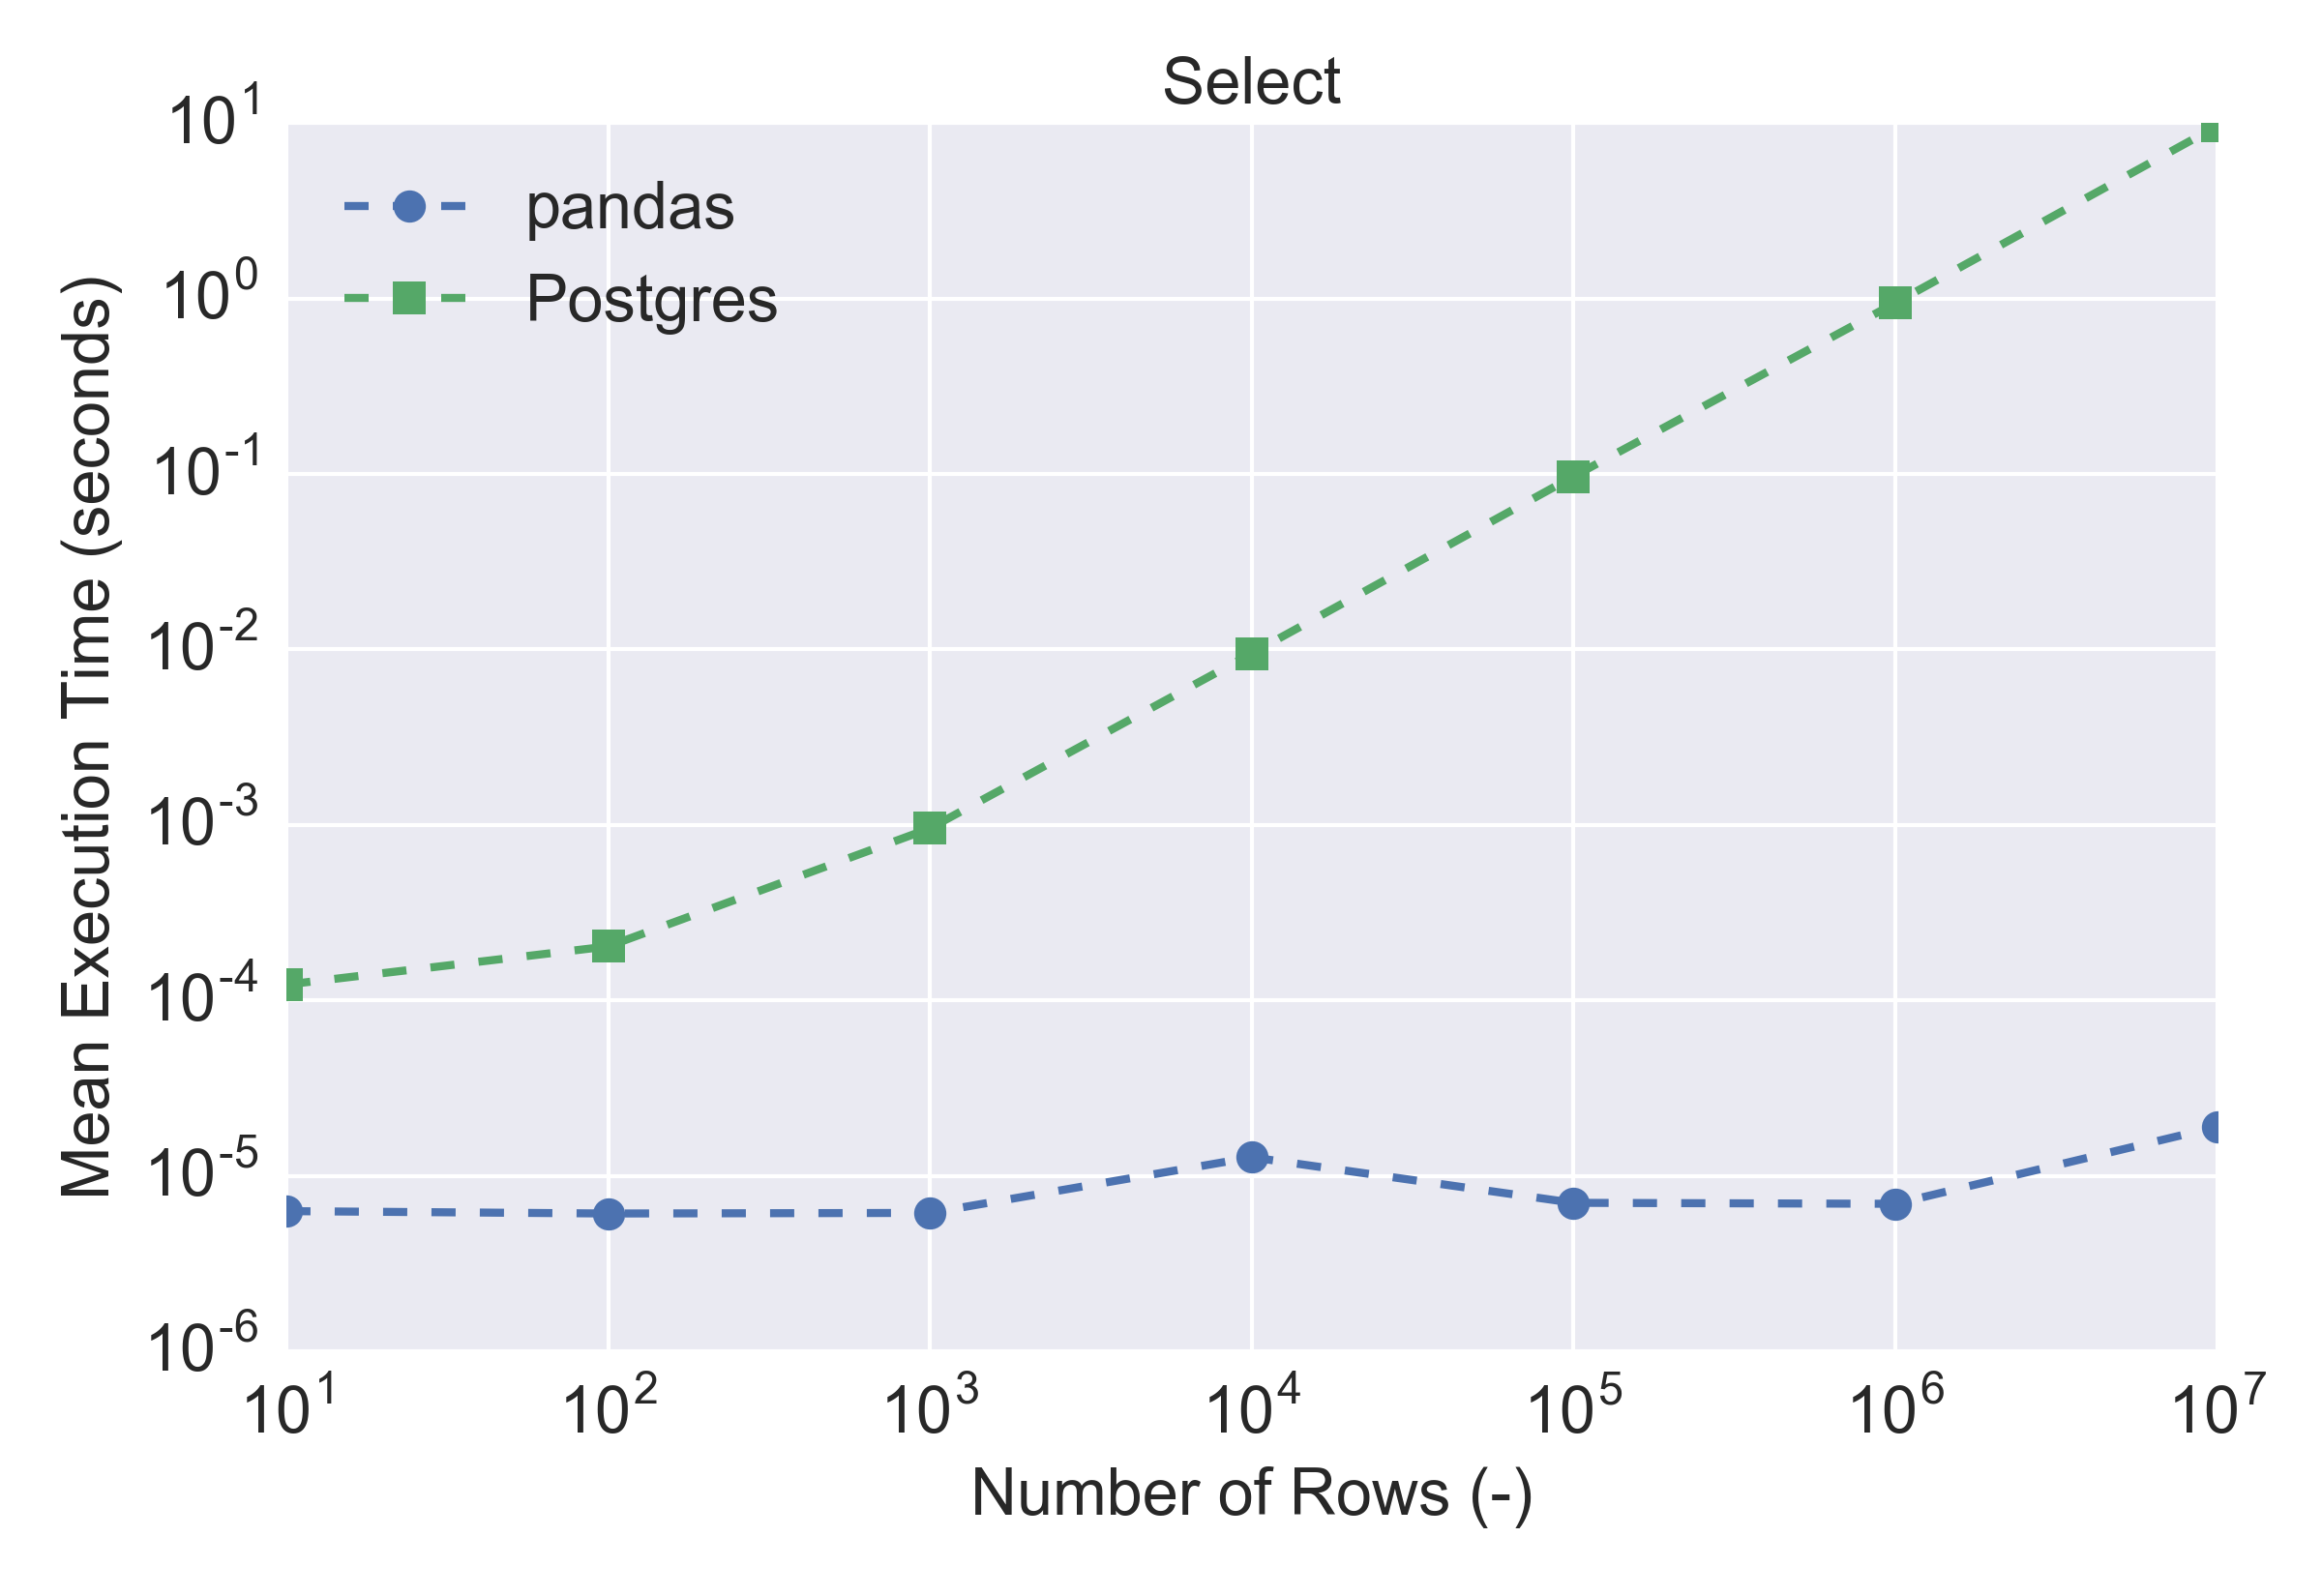 Select
10^1
10^0
10^-1
10^-2
10^-3
10^-4
10^-5
10^-6
Mean Execution Time (seconds)
pandas
Postgres
10^1 10^2 10^3 10^4 10^5 10^6 10^7
Number of Rows (-)